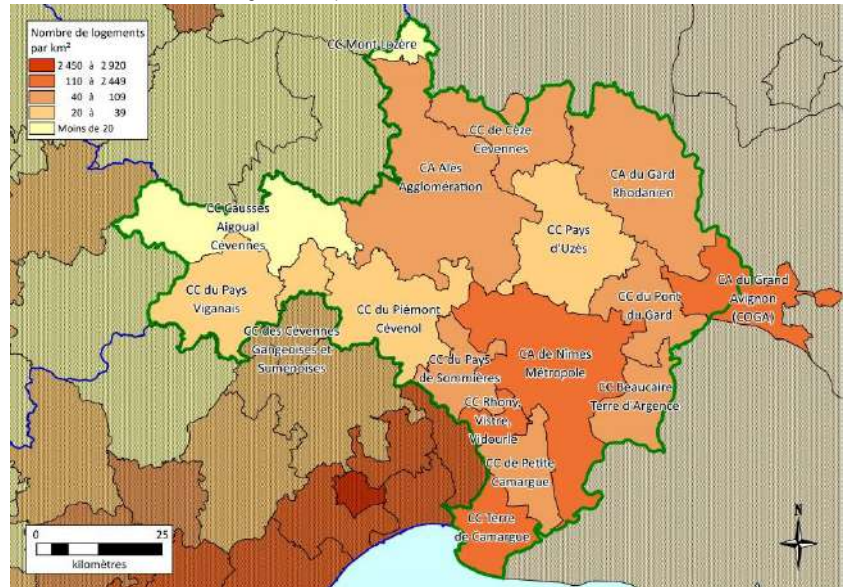 Nombre de logements
par km²
2 450 à 2 920
110 à 2 449
40 à 109
20 à 39
Moins de 20
CC Mont Lozère
CC de Cèze
Cévennes
CA Alès
Agglomération
CA du Gard
Rhodanien
CC Causses
Aigoual
Cévennes
CC Pays
d'Uzès
CC du Pays
Viganais
CC du Piémont
Cévenol
CC du Pont
du Gard
CA du Grand
Avignon
(COGA)
CC des Cévennes
Gangeoises et
Suménoises
CC du Pays
de Sommières
CA de Nîmes
Métropole
CC Beaucaire
Terre d'Argence
CC Rhony,
Vistre,
Vidourle
CC de Petite
Camargue
CC Terre
de Camargue
0 25
kilomètres
N